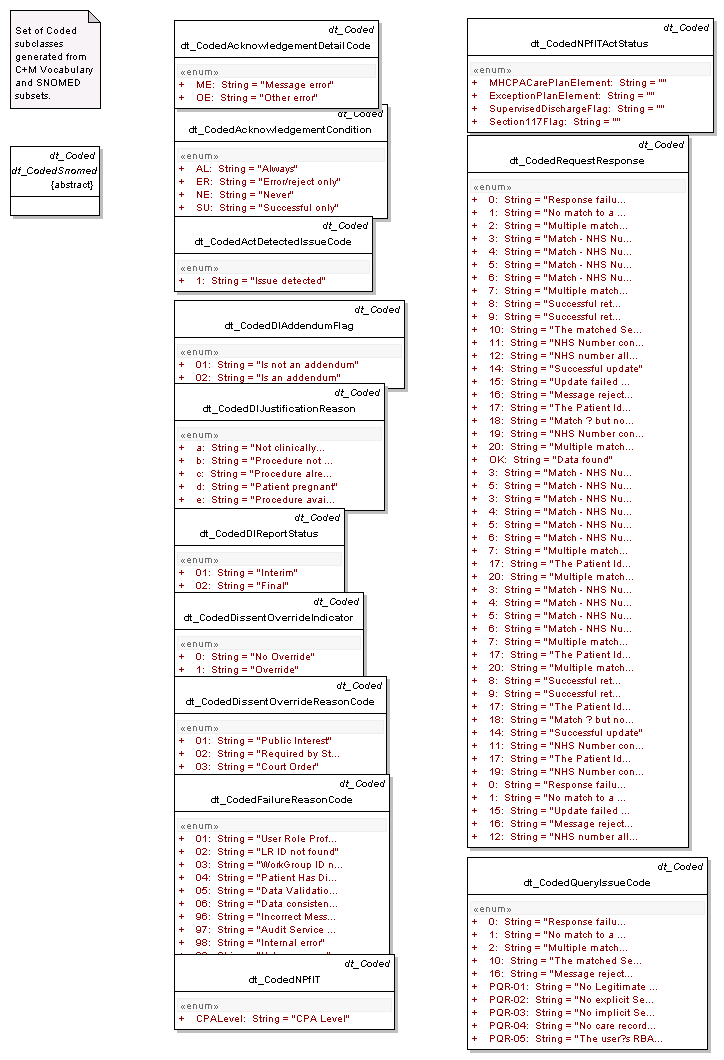 Set of Coded
subclasses
generated from
C+M Vocabulary
and SNOMED
subsets.
dt_Coded
dt_CodedSnomed
{abstract}
dt_Coded
dt_CodedAcknowledgementDetailCode
«enum»
+ ME: String = "Message error"
+ OE: String = "Other error"
dt_Coded
dt_CodedAcknowledgementCondition
«enum»
+ AL: String = "Always"
+ ER: String = "Error/reject only"
+ NE: String = "Never"
+ SU: String = "Successful only"
dt_Coded
dt_CodedActDetectedIssueCode
«enum»
+ 1: String = "Issue detected"
dt_Coded
dt_CodedDIAddendumFlag
«enum»
+ 01: String = "Is not an addendum"
+ 02: String = "Is an addendum"
dt_Coded
dt_CodedDIJustificationReason
«enum»
+ a: String = "Not clinically...
+ b: String = "Procedure not ...
+ c: String = "Procedure alre...
+ d: String = "Patient pregnant"
+ e: String = "Procedure avai...
dt_Coded
dt_CodedDIReportStatus
«enum»
+ 01: String = "Interim"
+ 02: String = "Final"
dt_Coded
dt_CodedDissentOverrideIndicator
«enum»
+ 0: String = "No Override"
+ 1: String = "Override"
dt_Coded
dt_CodedDissentOverrideReasonCode
«enum»
+ 01: String = "Public Interest"
+ 02: String = "Required by St...
+ 03: String = "Court Order"
dt_Coded
dt_CodedFailureReasonCode
«enum»
+ 01: String = "User Role Prof...
+ 02: String = "LR ID not found"
+ 03: String = "WorkGroup ID n...
+ 04: String = "Patient Has Di...
+ 05: String = "Data Validatio...
+ 06: String = "Data consisten...
+ 96: String = "Incorrect Mess...
+ 97: String = "Audit Service ...
+ 98: String = "Internal error"
dt_Coded
dt_CodedNPfIT
«enum»
+ CPALevel: String = "CPA Level"
dt_Coded
dt_CodedNPfITActStatus
«enum»
+ MHCPACarePlanElement: String = ""
+ ExceptionPlanElement: String = ""
+ SupervisedDischargeFlag: String = ""
+ Section117Flag: String = ""
dt_Coded
dt_CodedRequestResponse
«enum»
+ 0: String = "Response failu...
+ 1: String = "No match to a ...
+ 2: String = "Multiple match...
+ 3: String = "Match - NHS Nu...
+ 4: String = "Match - NHS Nu...
+ 5: String = "Match - NHS Nu...
+ 6: String = "Match - NHS Nu...
+ 7: String = "Multiple match...
+ 8: String = "Successful ret...
+ 9: String = "Successful ret...
+ 10: String = "The matched Se...
+ 11: String = "NHS Number con...
+ 12: String = "NHS number all...
+ 14: String = "Successful update"
+ 15: String = "Update failed ...
+ 16: String = "Message reject...
+ 17: String = "The Patient Id...
+ 18: String = "Match ? but no...
+ 19: String = "NHS Number con...
+ 20: String = "Multiple match...
+ OK: String = "Data found"
+ 3: String = "Match - NHS Nu...
+ 5: String = "Match - NHS Nu...
+ 3: String = "Match - NHS Nu...
+ 4: String = "Match - NHS Nu...
+ 5: String = "Match - NHS Nu...
+ 6: String = "Match - NHS Nu...
+ 7: String = "Multiple match...
+ 17: String = "The Patient Id...
+ 20: String = "Multiple match...
+ 3: String = "Match - NHS Nu...
+ 4: String = "Match - NHS Nu...
+ 5: String = "Match - NHS Nu...
+ 6: String = "Match - NHS Nu...
+ 7: String = "Multiple match...
+ 17: String = "The Patient Id...
+ 20: String = "Multiple match...
+ 8: String = "Successful ret...
+ 9: String = "Successful ret...
+ 17: String = "The Patient Id...
+ 18: String = "Match ? but no...
+ 14: String = "Successful update"
+ 11: String = "NHS Number con...
+ 17: String = "The Patient Id...
+ 19: String = "NHS Number con...
+ 0: String = "Response failu...
+ 1: String = "No match to a ...
+ 15: String = "Update failed ...
+ 16: String = "Message reject...
+ 12: String = "NHS number all...
dt_Coded
dt_CodedQueryIssueCode
«enum»
+ 0: String = "Response failu...
+ 1: String = "No match to a ...
+ 2: String = "Multiple match...
+ 10: String = "The matched Se...
+ 16: String = "Message reject...
+ PQR-01: String = "No Legitimate ...
+ PQR-02: String = "No explicit Se...
+ PQR-03: String = "No implicit Se...
+ PQR-04: String = "No care record...
+ PQR-05: String = "The user?s RBA...